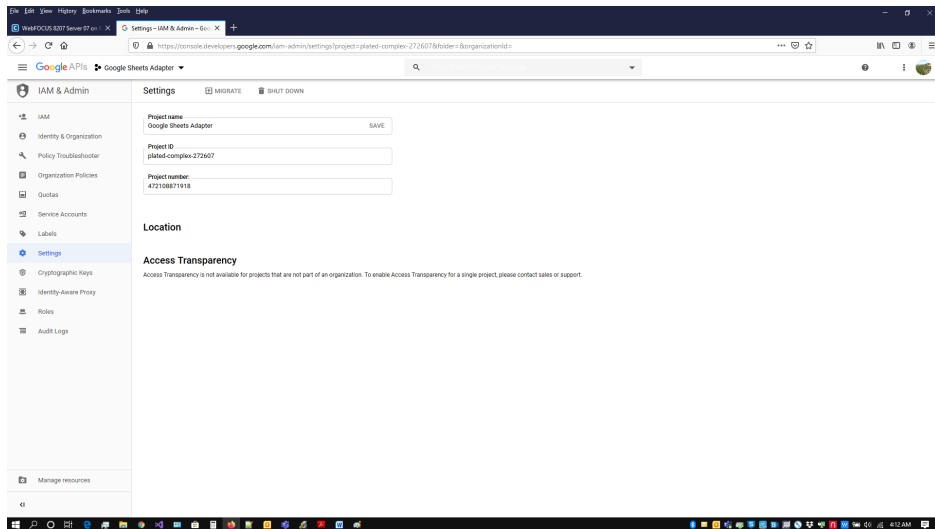 File Edit View History Bookmarks Tools Help
WebFOCUS 8207 Server 07 on
Settings – IAM & Admin – Goo
https://console.developers.google.com/iam-admin/settings?project=plated-complex-272607&folder=&organizationId=
Google APIs Google Sheets Adapter
IAM & Admin
Settings MIGRATE SHUT DOWN
IAM
Identity & Organization
Policy Troubleshooter
Organization Policies
Quotas
Service Accounts
Labels
Settings
Cryptographic Keys
Identity-Aware Proxy
Roles
Audit Logs
Manage resources
Project name
Google Sheets Adapter SAVE
Project ID
plated-complex-272607
Project number:
472108871918
Location
Access Transparency
Access Transparency is not available for projects that are not part of an organization. To enable Access Transparency for a single project, please contact sales or support.
4:12 AM